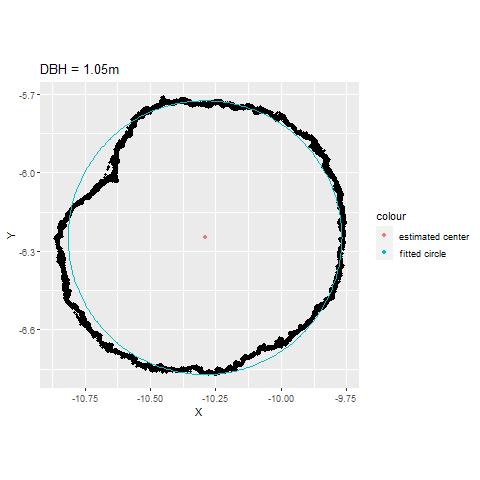 DBH = 1.05m
-5.7
-6.0
-6.3
-6.6
Y
-10.75
-10.50
-10.25
-10.00
-9.75
X
colour
estimated center
fitted circle